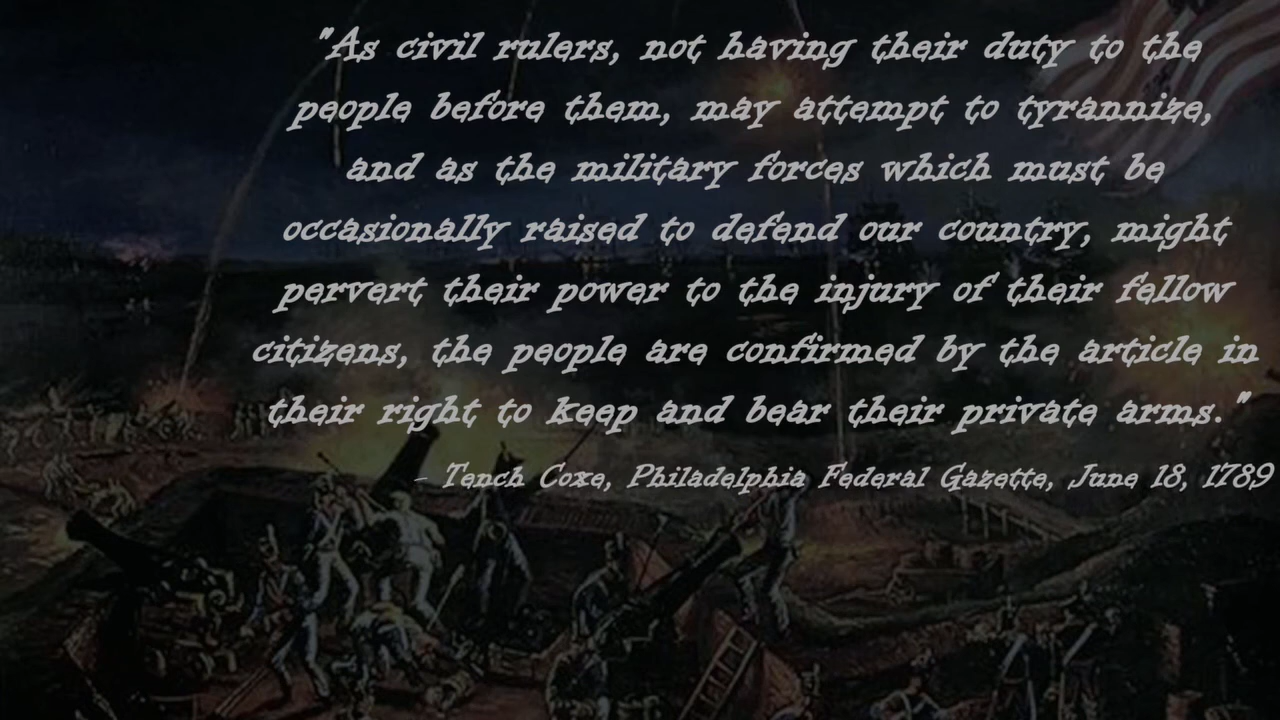 "As civil rulers, not having their duty to the
people before them, may attempt to tyrannize,
and as the military forces which must be
occasionally raised to defend our country, might
pervert their power to the injury of their fellow
citizens, the people are confirmed by the article in
their right to keep and bear their private arms."
- Tench Coxe, Philadelphia Federal Gazette, June 18, 1789